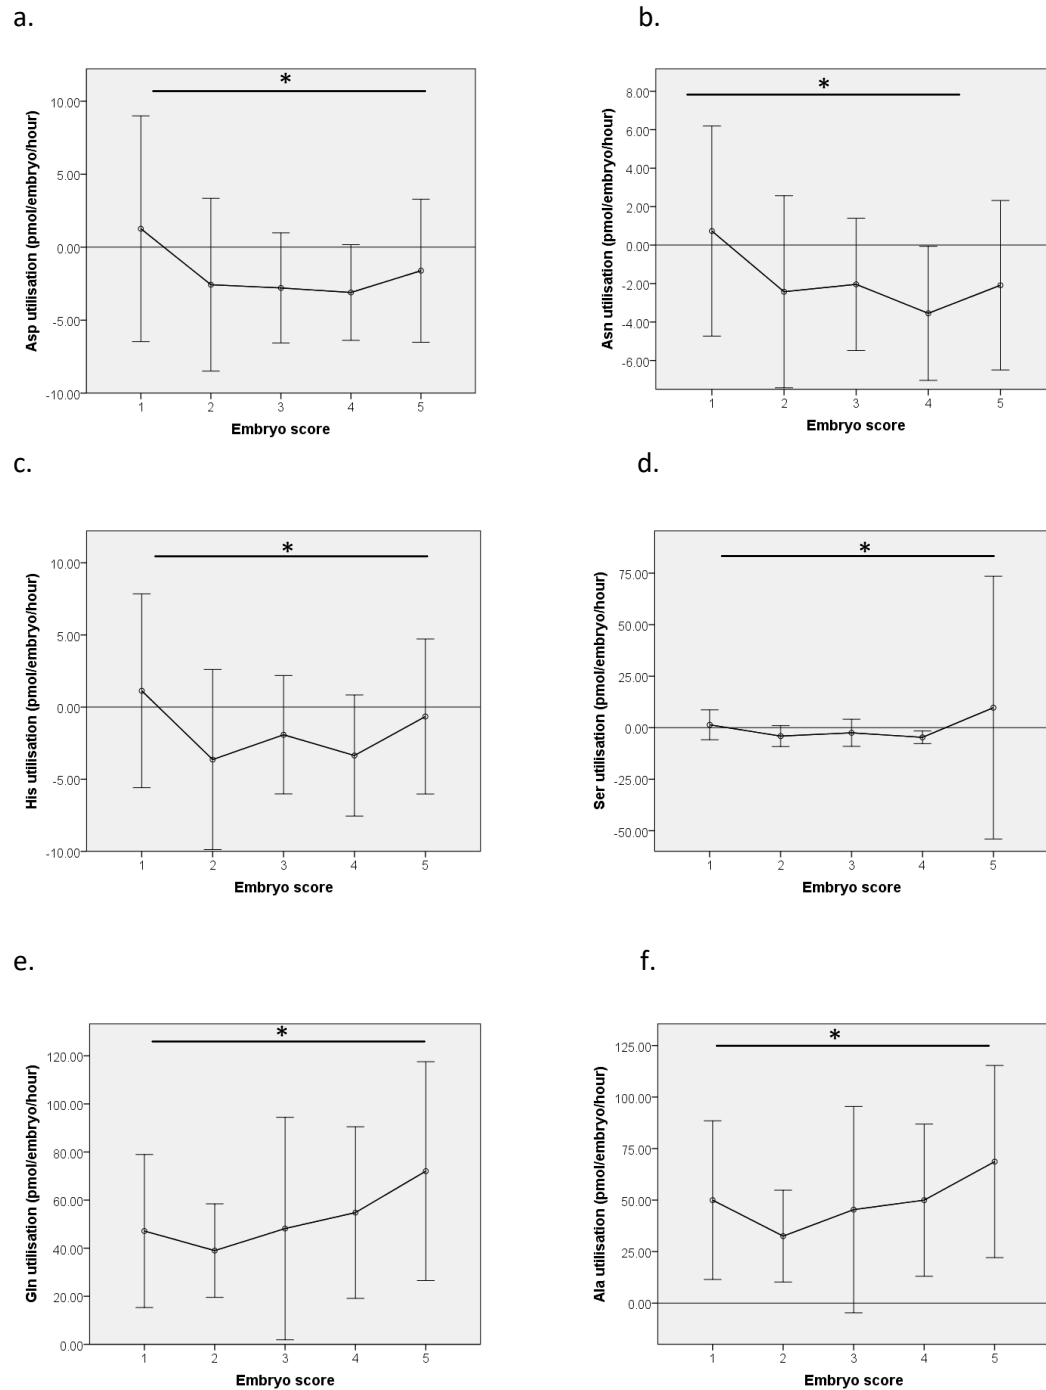 a.
*
Asp utilisation (pmol/embryo/hour)
10.00
5.00
0.00
-5.00
-10.00
1 2 3 4 5
Embryo score
b.
*
Asn utilisation (pmol/embryo/hour)
8.00
6.00
4.00
2.00
0.00
-2.00
-4.00
-6.00
1 2 3 4 5
Embryo score
c.
*
His utilisation (pmol/embryo/hour)
10.00
5.00
0.00
-5.00
-10.00
1 2 3 4 5
Embryo score
d.
*
Ser utilisation (pmol/embryo/hour)
75.00
50.00
25.00
0.00
-25.00
-50.00
1 2 3 4 5
Embryo score
e.
*
Gln utilisation (pmol/embryo/hour)
120.00
100.00
80.00
60.00
40.00
20.00
0.00
1 2 3 4 5
Embryo score
f.
*
Ala utilisation (pmol/embryo/hour)
125.00
100.00
75.00
50.00
25.00
0.00
1 2 3 4 5
Embryo score